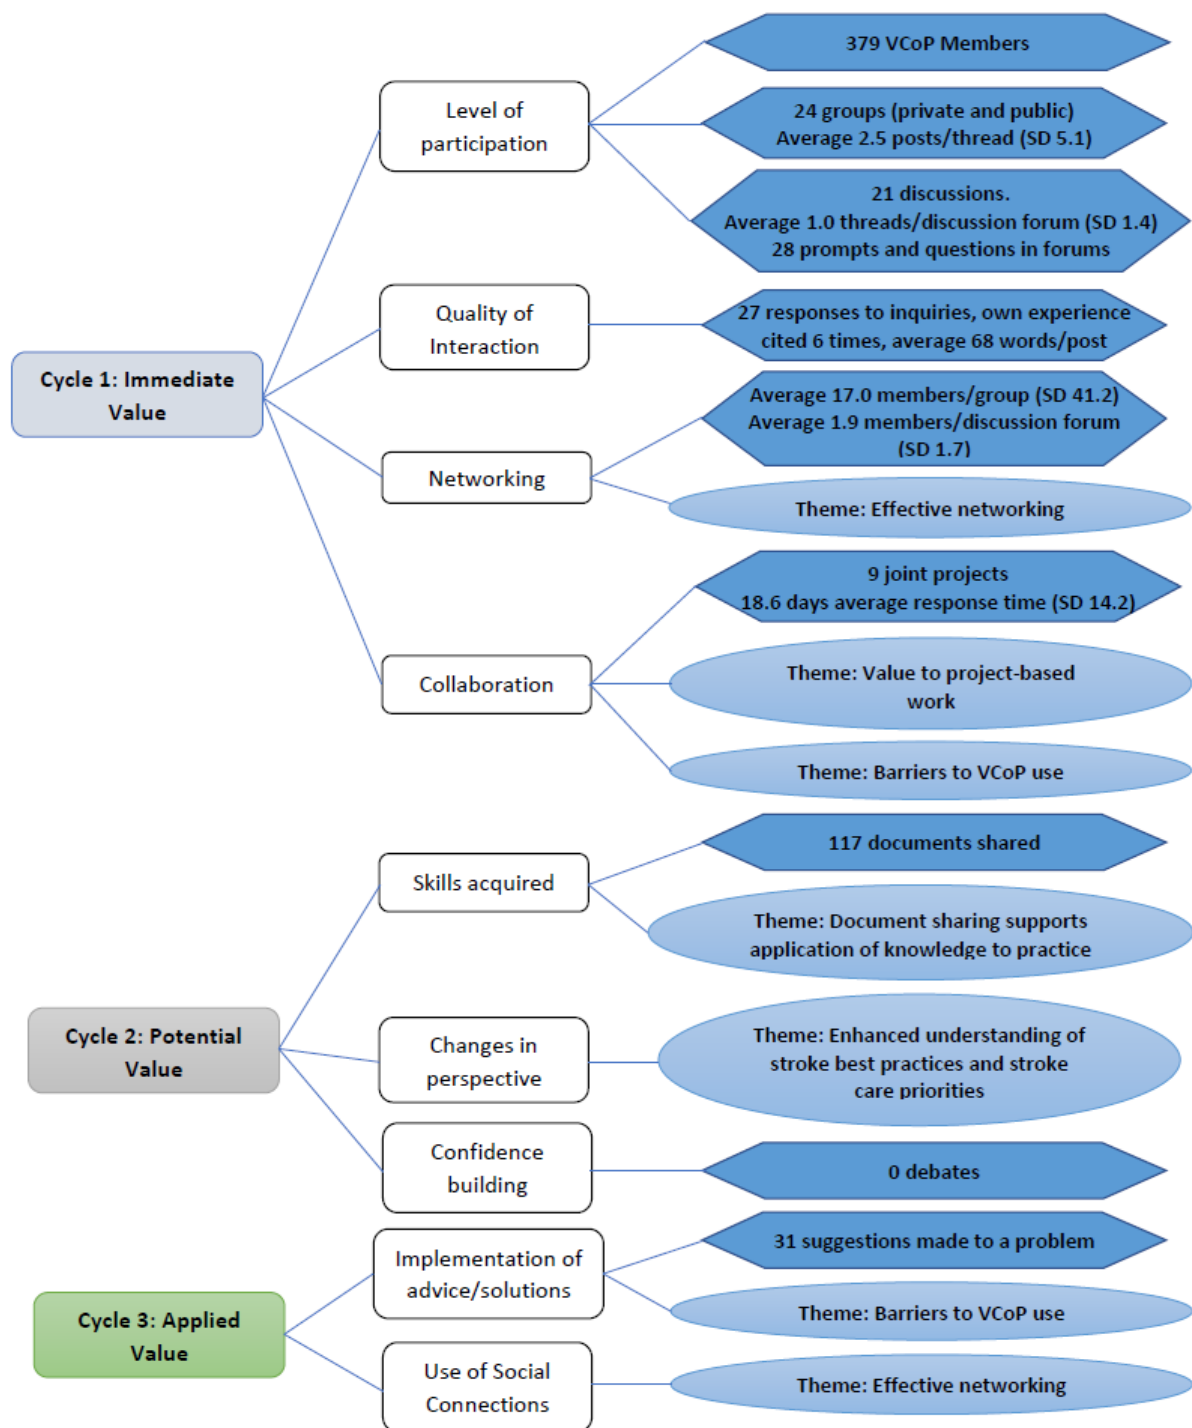 379 VCoP Members
Level of
participation
24 groups (private and public)
Average 2.5 posts/thread (SD 5.1)
21 discussions.
Average 1.0 threads/discussion forum (SD 1.4)
28 prompts and questions in forums
Quality of
Interaction
27 responses to inquiries, own experience
cited 6 times, average 68 words/post
Cycle 1: Immediate
Value
Average 17.0 members/group (SD 41.2)
Average 1.9 members/discussion forum
(SD 1.7)
Networking
Theme: Effective networking
9 joint projects
18.6 days average response time (SD 14.2)
Collaboration
Theme: Value to project-based
work
Theme: Barriers to VCoP use
117 documents shared
Skills acquired
Theme: Document sharing supports
application of knowledge to practice
Cycle 2: Potential
Value
Changes in
perspective
Theme: Enhanced understanding of
stroke best practices and stroke
care priorities
Confidence
building
0 debates
Implementation of
advice/solutions
31 suggestions made to a problem
Theme: Barriers to VCoP use
Cycle 3: Applied
Value
Use of Social
Connections
Theme: Effective networking